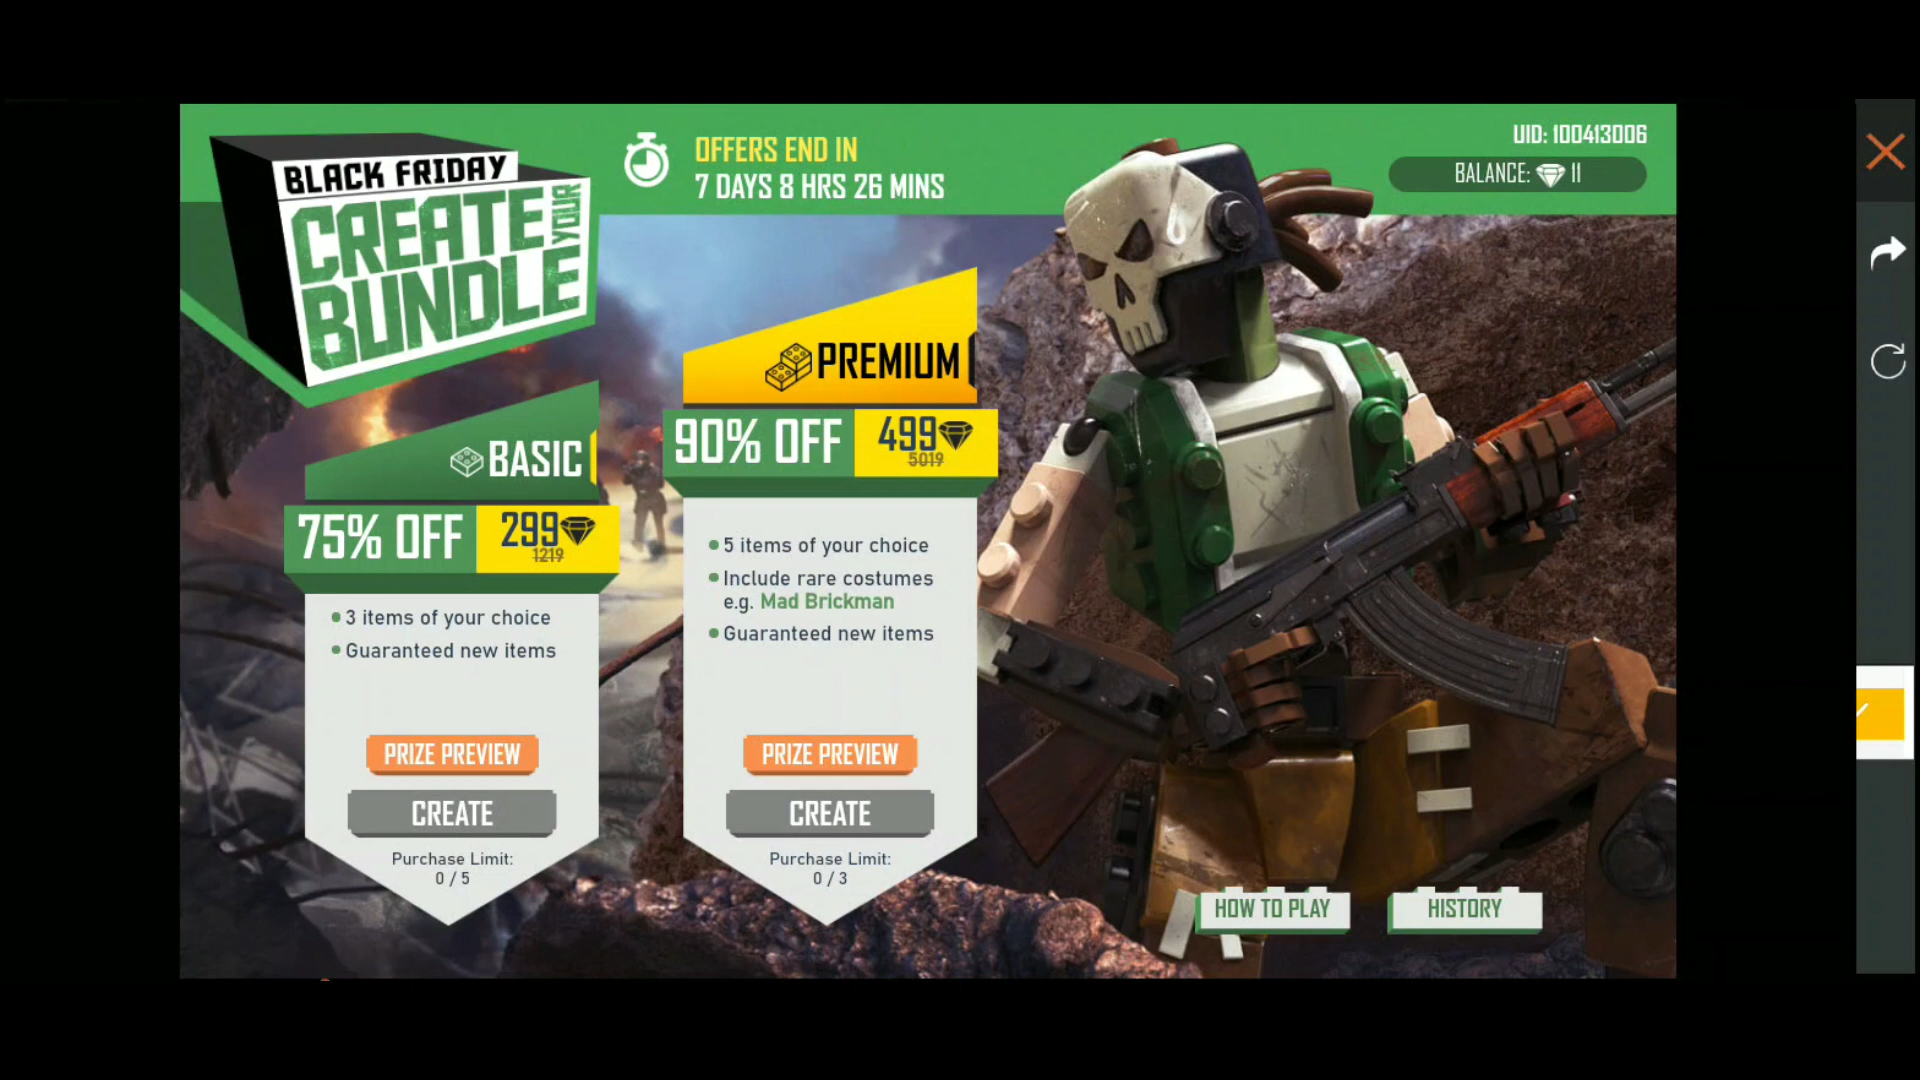 BLACK FRIDAY
CREATE YOUR
BUNDLE
OFFERS END IN
7 DAYS 8 HRS 26 MINS
UID: 100413006
BALANCE: 11
BASIC
75% OFF
299
1219
3 items of your choice
Guaranteed new items
PRIZE PREVIEW
CREATE
Purchase Limit:
0 / 5
PREMIUM
90% OFF
499
5019
5 items of your choice
Include rare costumes
e.g. Mad Brickman
Guaranteed new items
PRIZE PREVIEW
CREATE
Purchase Limit:
0 / 3
HOW TO PLAY
HISTORY